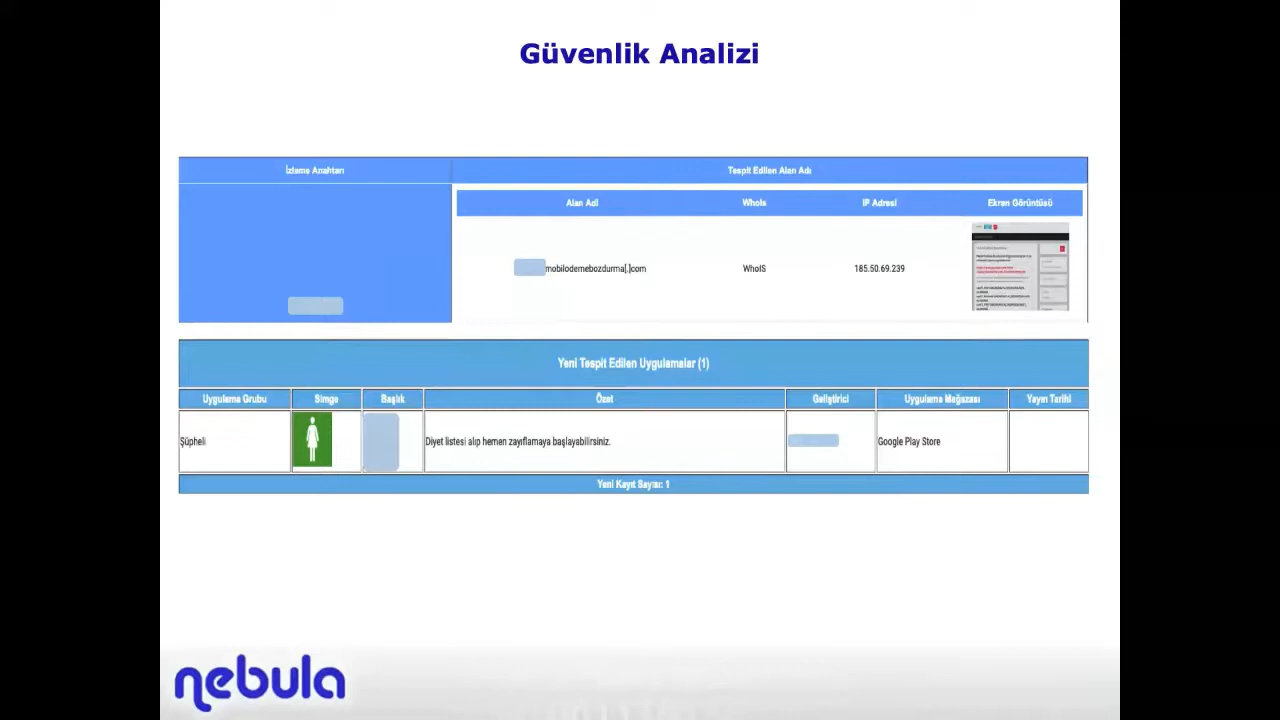 Güvenlik Analizi
İzleme Anahtarı
Tespit Edilen Alan Adı
Alan Adı WhoIs IP Adresi Ekran Görüntüsü
mobilodemebozdurma[.]com WhoIS 185.50.69.239
Yeni Tespit Edilen Uygulamalar (1)
Uygulama Grubu Simge Başlık Özet Geliştirici Uygulama Mağazası Yayın Tarihi
Şüpheli Diyet listesi alıp hemen zayıflamaya başlayabilirsiniz. Google Play Store
Yeni Kayıt Sayısı: 1
nebula